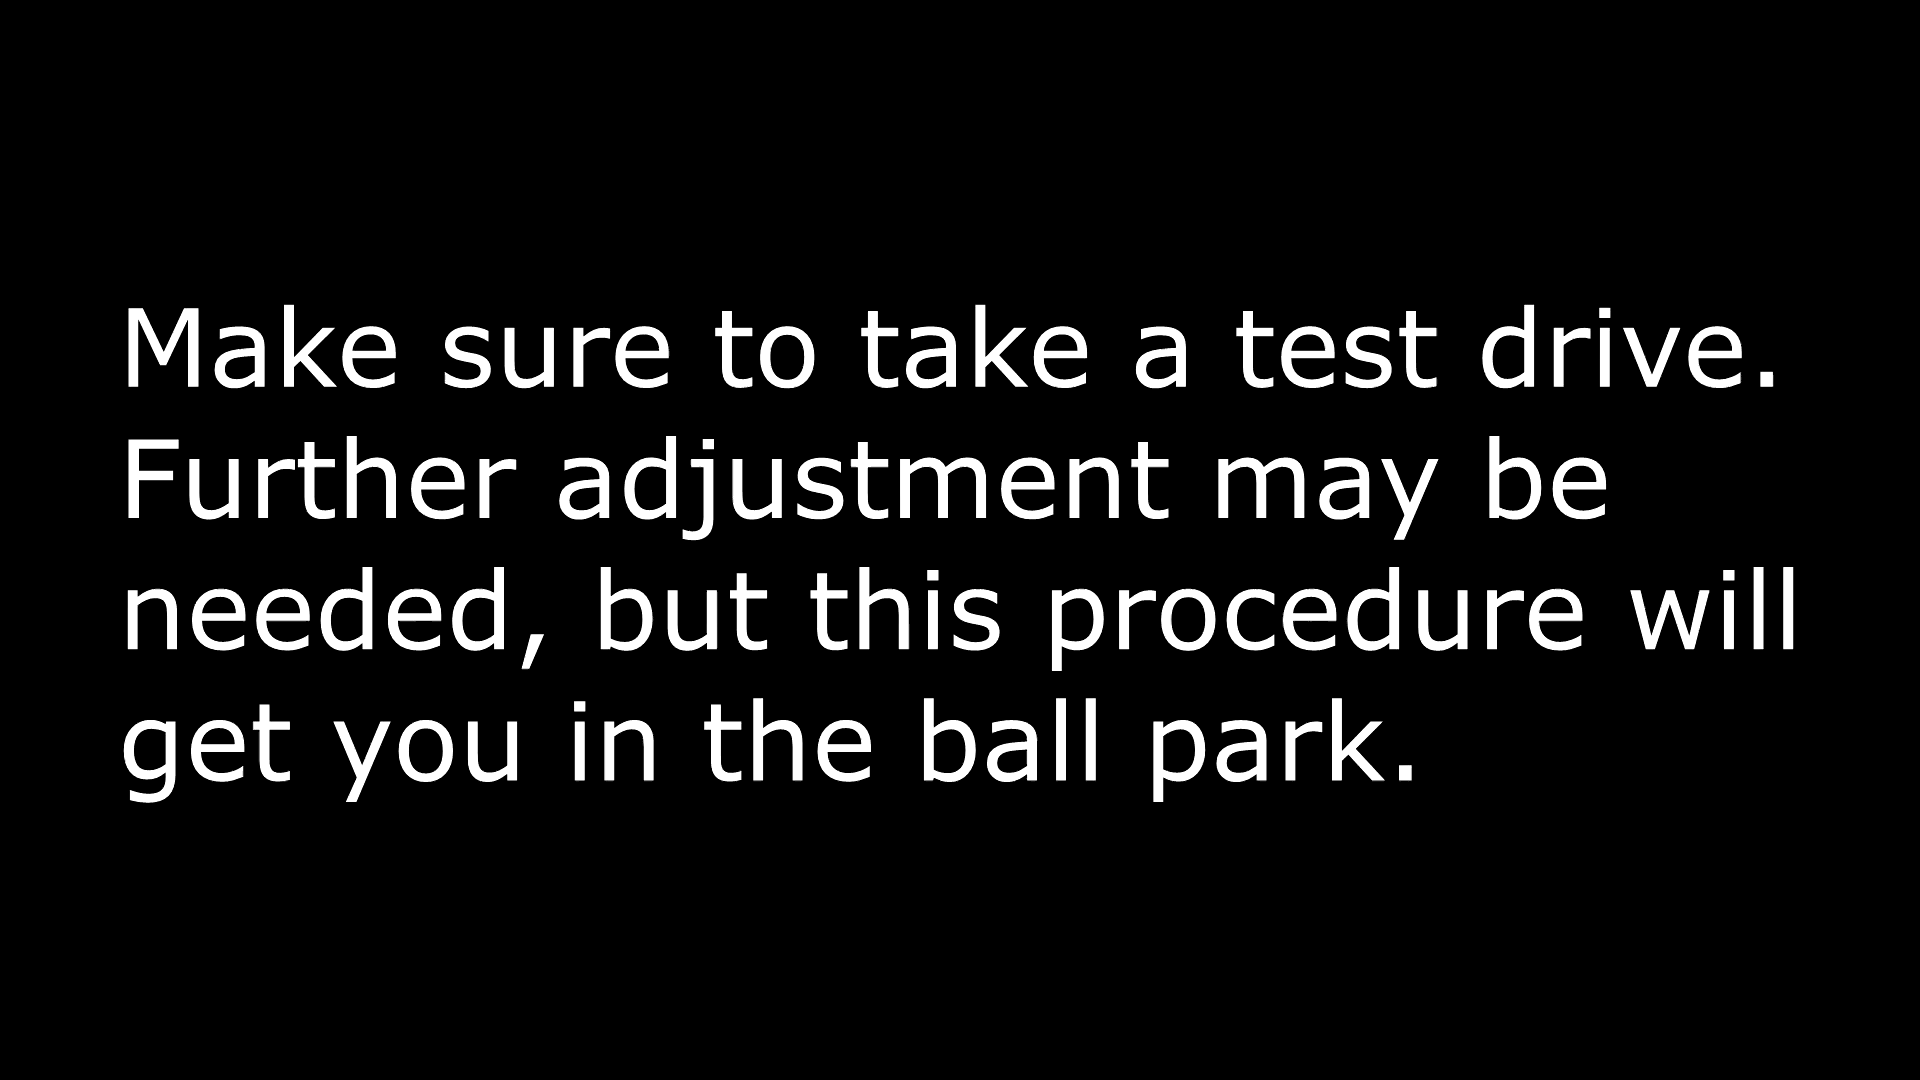 Make sure to take a test drive.
Further adjustment may be
needed, but this procedure will
get you in the ball park.